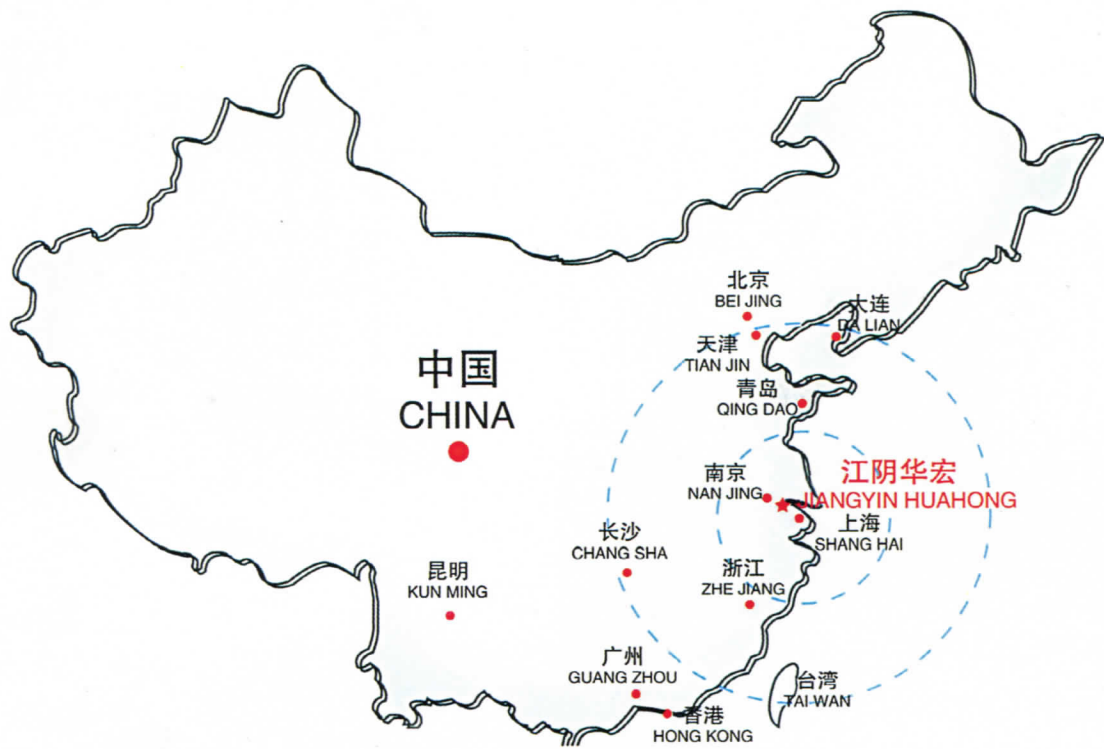 北京
BEI JING
大连
DA LIAN
天津
TIAN JIN
中国
CHINA
青岛
QING DAO
江阴华宏
JIANGYIN HUAHONG
南京
NAN JING
上海
SHANG HAI
长沙
CHANG SHA
浙江
ZHE JIANG
昆明
KUN MING
广州
GUANG ZHOU
台湾
TAI WAN
香港
HONG KONG